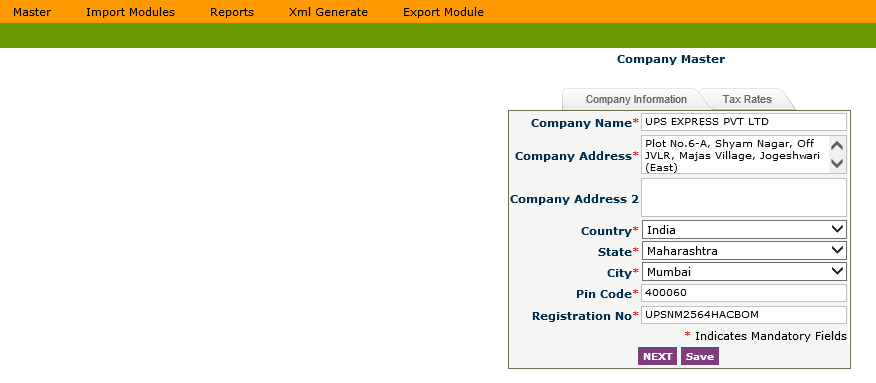 Master Import Modules Reports Xml Generate Export Module
Company Master
Company Information Tax Rates
Company Name* UPS EXPRESS PVT LTD
Company Address* Plot No.6-A, Shyam Nagar, Off
JVLR, Majas Village, Jogeshwari
(East)
Company Address 2
Country* India
State* Maharashtra
City* Mumbai
Pin Code* 400060
Registration No* UPSNM2564HACBOM
* Indicates Mandatory Fields
NEXT Save